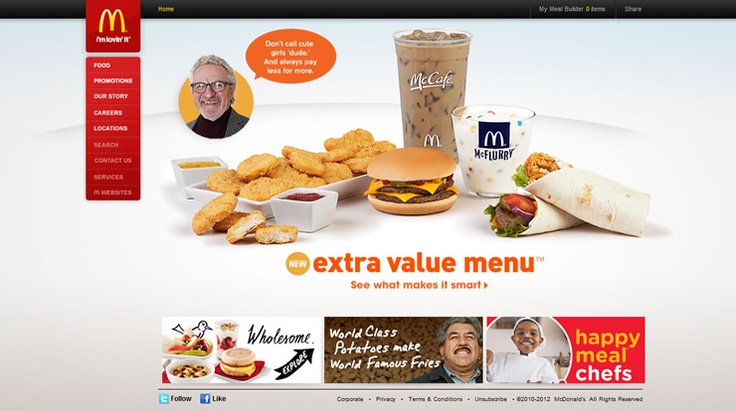 Home
My Meal Builder 0 items
Share
i'm lovin' it®
FOOD
PROMOTIONS
OUR STORY
CAREERS
LOCATIONS
SEARCH
CONTACT US
SERVICES
m WEBSITES
Don't call cute
girls 'dude.'
And always pay
less for more.
McCafé
McFLURRY
NEW extra value menu™
See what makes it smart
Wholesome.
EXPLORE
World Class
Potatoes make
World Famous Fries
happy
meal
chefs
Follow
Like
Corporate • Privacy • Terms & Conditions • Unsubscribe • ©2010-2012 McDonald's. All Rights Reserved